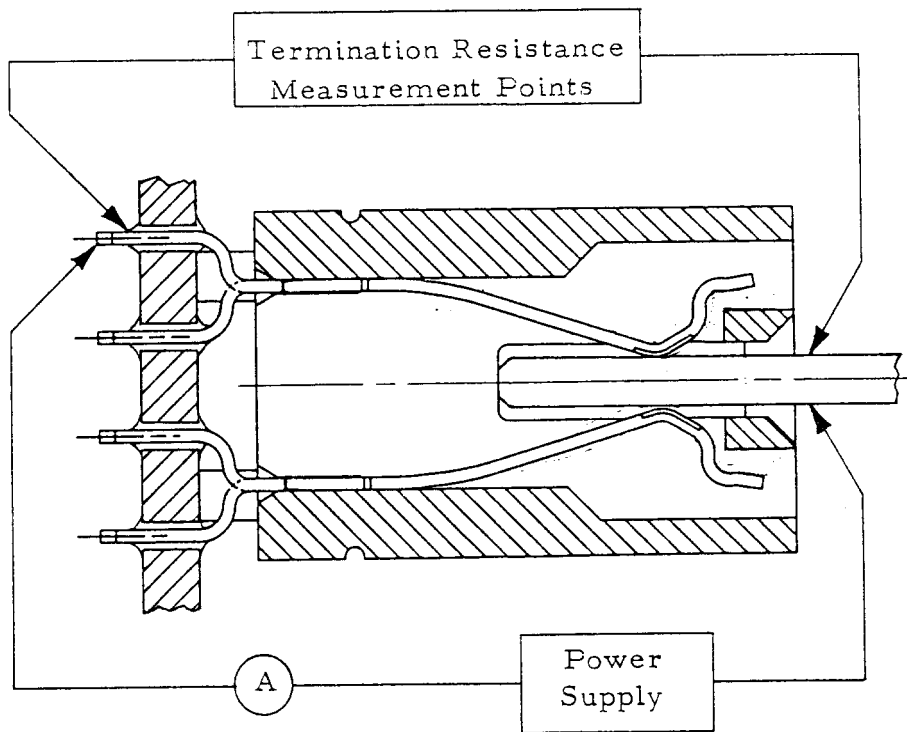 Termination Resistance
Measurement Points
A
Power
Supply